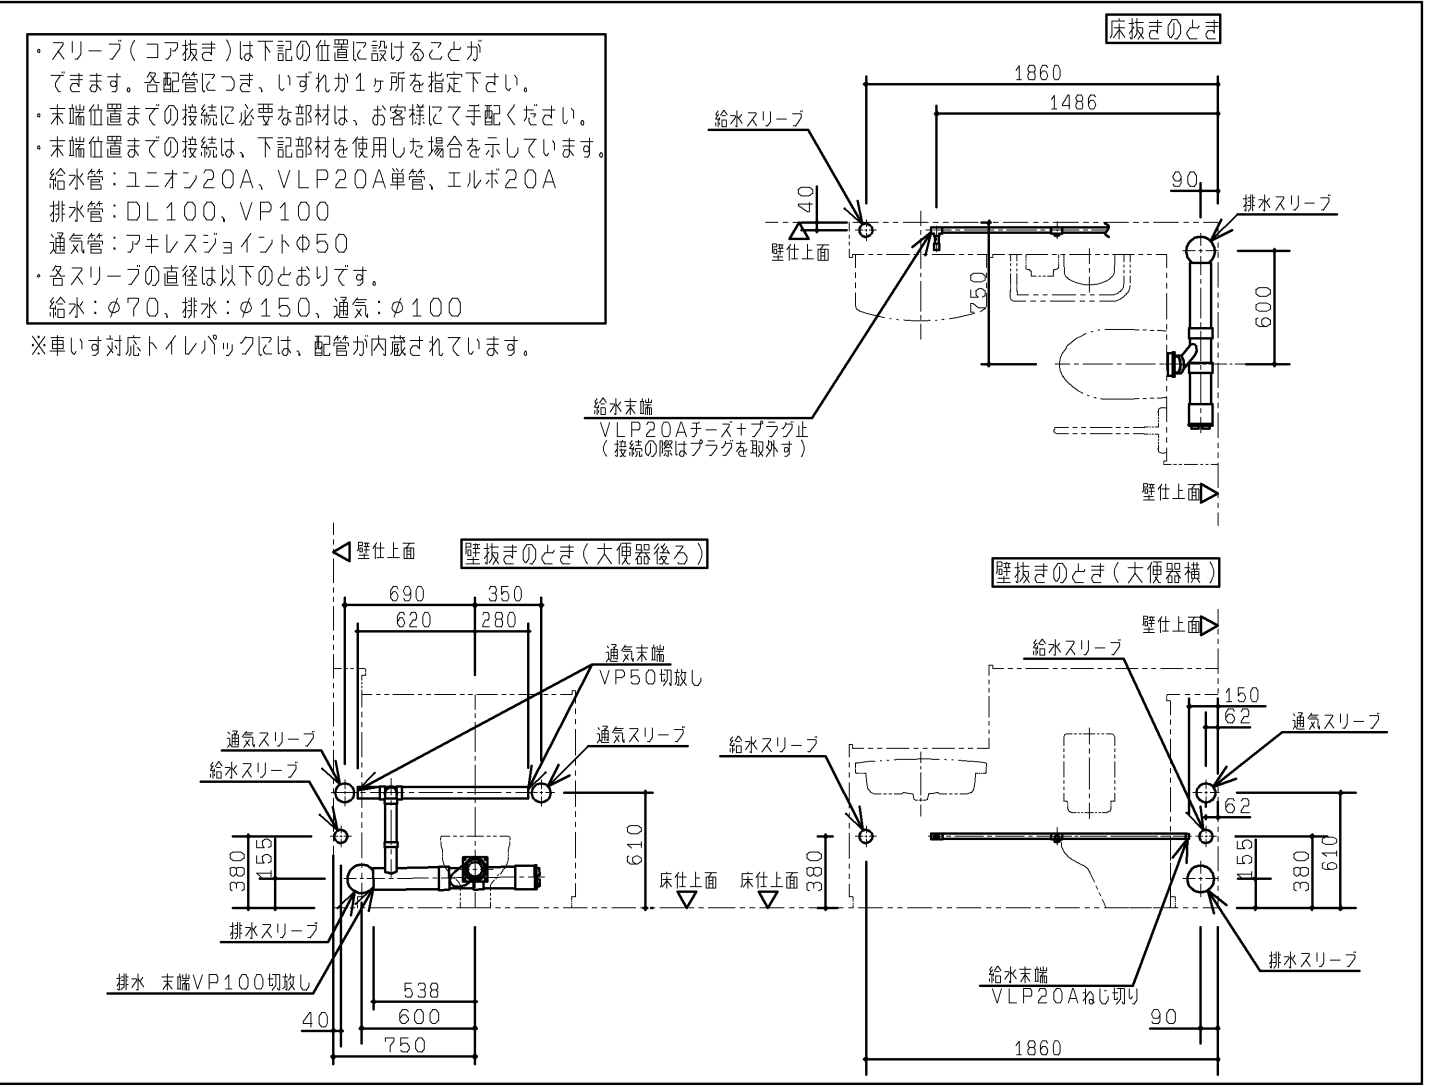 ・スリーブ(コア抜き)は下記の位置に設けることが
できます。各配管につき、いずれか1ヶ所を指定下さい。
・末端位置までの接続に必要な部材は、お客様にて手配ください。
・末端位置までの接続は、下記部材を使用した場合を示しています。
給水管：ユニオン20A、VLP20A単管、エルボ20A
排水管：DL100、VP100
通気管：アキレスジョイントΦ50
・各スリーブの直径は以下のとおりです。
給水：φ70、排水：φ150、通気：φ100
※車いす対応トイレパックには、配管が内蔵されています。
床抜きのとき
1860
1486
給水スリーブ
90
40
排水スリーブ
壁仕上面
750
600
給水末端
VLP20Aチーズ+プラグ止
(接続の際はプラグを取外す)
壁仕上面
壁仕上面
壁抜きのとき(大便器後ろ)
690
350
620
280
通気末端
VP50切放し
通気スリーブ
通気スリーブ
給水スリーブ
610
380
155
床仕上面
排水スリーブ
排水 末端VP100切放し
538
40
600
750
壁抜きのとき(大便器横)
壁仕上面
給水スリーブ
150
62
通気スリーブ
給水スリーブ
62
床仕上面
380
155
380
610
給水末端
VLP20Aねじ切り
排水スリーブ
90
1860